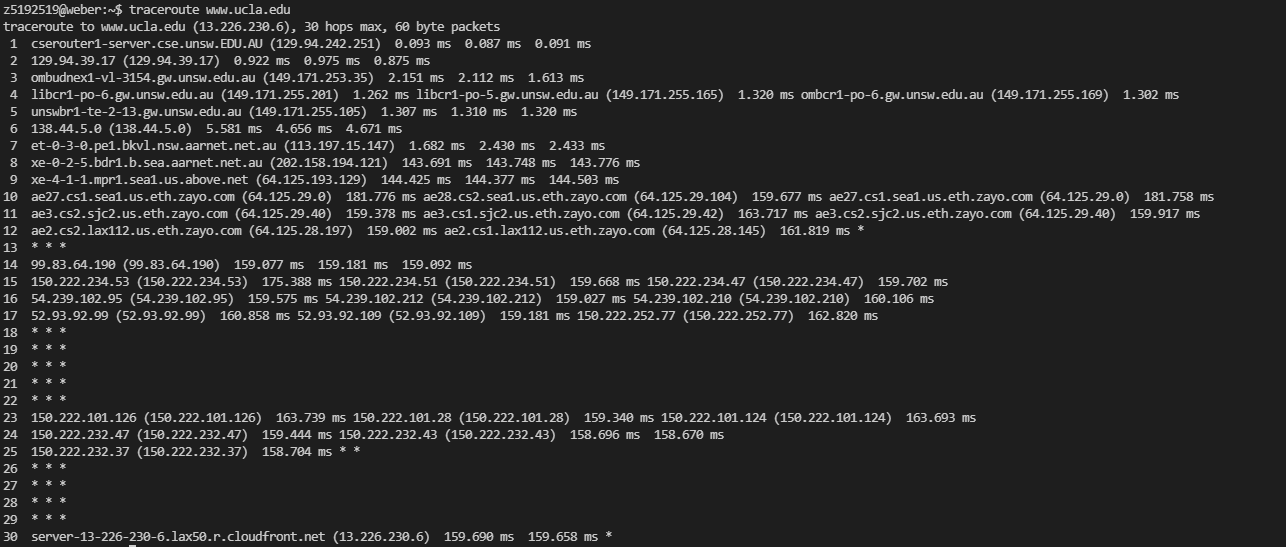 z5192519@weber:~$ traceroute www.ucla.edu
traceroute to www.ucla.edu (13.226.230.6), 30 hops max, 60 byte packets
1 cserouter1-server.cse.unsw.EDU.AU (129.94.242.251) 0.093 ms 0.087 ms 0.091 ms
2 129.94.39.17 (129.94.39.17) 0.922 ms 0.975 ms 0.875 ms
3 ombudnex1-vl-3154.gw.unsw.edu.au (149.171.253.35) 2.151 ms 2.112 ms 1.613 ms
4 libcr1-po-6.gw.unsw.edu.au (149.171.255.201) 1.262 ms libcr1-po-5.gw.unsw.edu.au (149.171.255.165) 1.320 ms ombcr1-po-6.gw.unsw.edu.au (149.171.255.169) 1.302 ms
5 unswbr1-te-2-13.gw.unsw.edu.au (149.171.255.105) 1.307 ms 1.310 ms 1.320 ms
6 138.44.5.0 (138.44.5.0) 5.581 ms 4.656 ms 4.671 ms
7 et-0-3-0.pe1.bkvl.nsw.aarnet.net.au (113.197.15.147) 1.682 ms 2.430 ms 2.433 ms
8 xe-0-2-5.bdr1.b.sea.aarnet.net.au (202.158.194.121) 143.691 ms 143.748 ms 143.776 ms
9 xe-4-1-1.mpr1.sea1.us.above.net (64.125.193.129) 144.425 ms 144.377 ms 144.503 ms
10 ae27.cs1.sea1.us.eth.zayo.com (64.125.29.0) 181.776 ms ae28.cs2.sea1.us.eth.zayo.com (64.125.29.104) 159.677 ms ae27.cs1.sea1.us.eth.zayo.com (64.125.29.0) 181.758 ms
11 ae3.cs2.sjc2.us.eth.zayo.com (64.125.29.40) 159.378 ms ae3.cs1.sjc2.us.eth.zayo.com (64.125.29.42) 163.717 ms ae3.cs2.sjc2.us.eth.zayo.com (64.125.29.40) 159.917 ms
12 ae2.cs2.lax112.us.eth.zayo.com (64.125.28.197) 159.002 ms ae2.cs1.lax112.us.eth.zayo.com (64.125.28.145) 161.819 ms *
13 * * *
14 99.83.64.190 (99.83.64.190) 159.077 ms 159.181 ms 159.092 ms
15 150.222.234.53 (150.222.234.53) 175.388 ms 150.222.234.51 (150.222.234.51) 159.668 ms 150.222.234.47 (150.222.234.47) 159.702 ms
16 54.239.102.95 (54.239.102.95) 159.575 ms 54.239.102.212 (54.239.102.212) 159.027 ms 54.239.102.210 (54.239.102.210) 160.106 ms
17 52.93.92.99 (52.93.92.99) 160.858 ms 52.93.92.109 (52.93.92.109) 159.181 ms 150.222.252.77 (150.222.252.77) 162.820 ms
18 * * *
19 * * *
20 * * *
21 * * *
22 * * *
23 150.222.101.126 (150.222.101.126) 163.739 ms 150.222.101.28 (150.222.101.28) 159.340 ms 150.222.101.124 (150.222.101.124) 163.693 ms
24 150.222.232.47 (150.222.232.47) 159.444 ms 150.222.232.43 (150.222.232.43) 158.696 ms 158.670 ms
25 150.222.232.37 (150.222.232.37) 158.704 ms * *
26 * * *
27 * * *
28 * * *
29 * * *
30 server-13-226-230-6.lax50.r.cloudfront.net (13.226.230.6) 159.690 ms 159.658 ms *